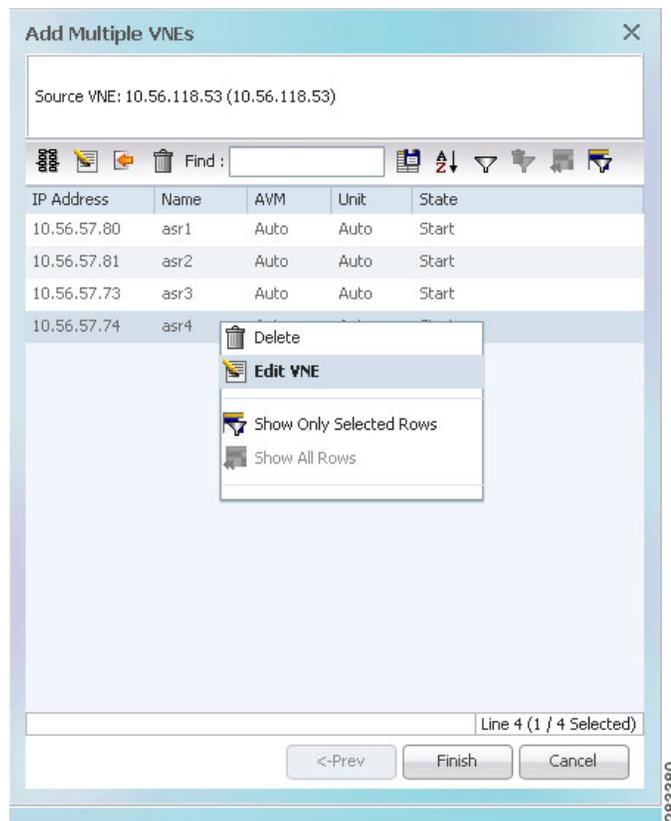 Add Multiple VNEs
Source VNE: 10.56.118.53 (10.56.118.53)
Find :
IP Address Name AVM Unit State
10.56.57.80 asr1 Auto Auto Start
10.56.57.81 asr2 Auto Auto Start
10.56.57.73 asr3 Auto Auto Start
10.56.57.74 asr4
Delete
Edit VNE
Show Only Selected Rows
Show All Rows
Line 4 (1 / 4 Selected)
<-Prev Finish Cancel